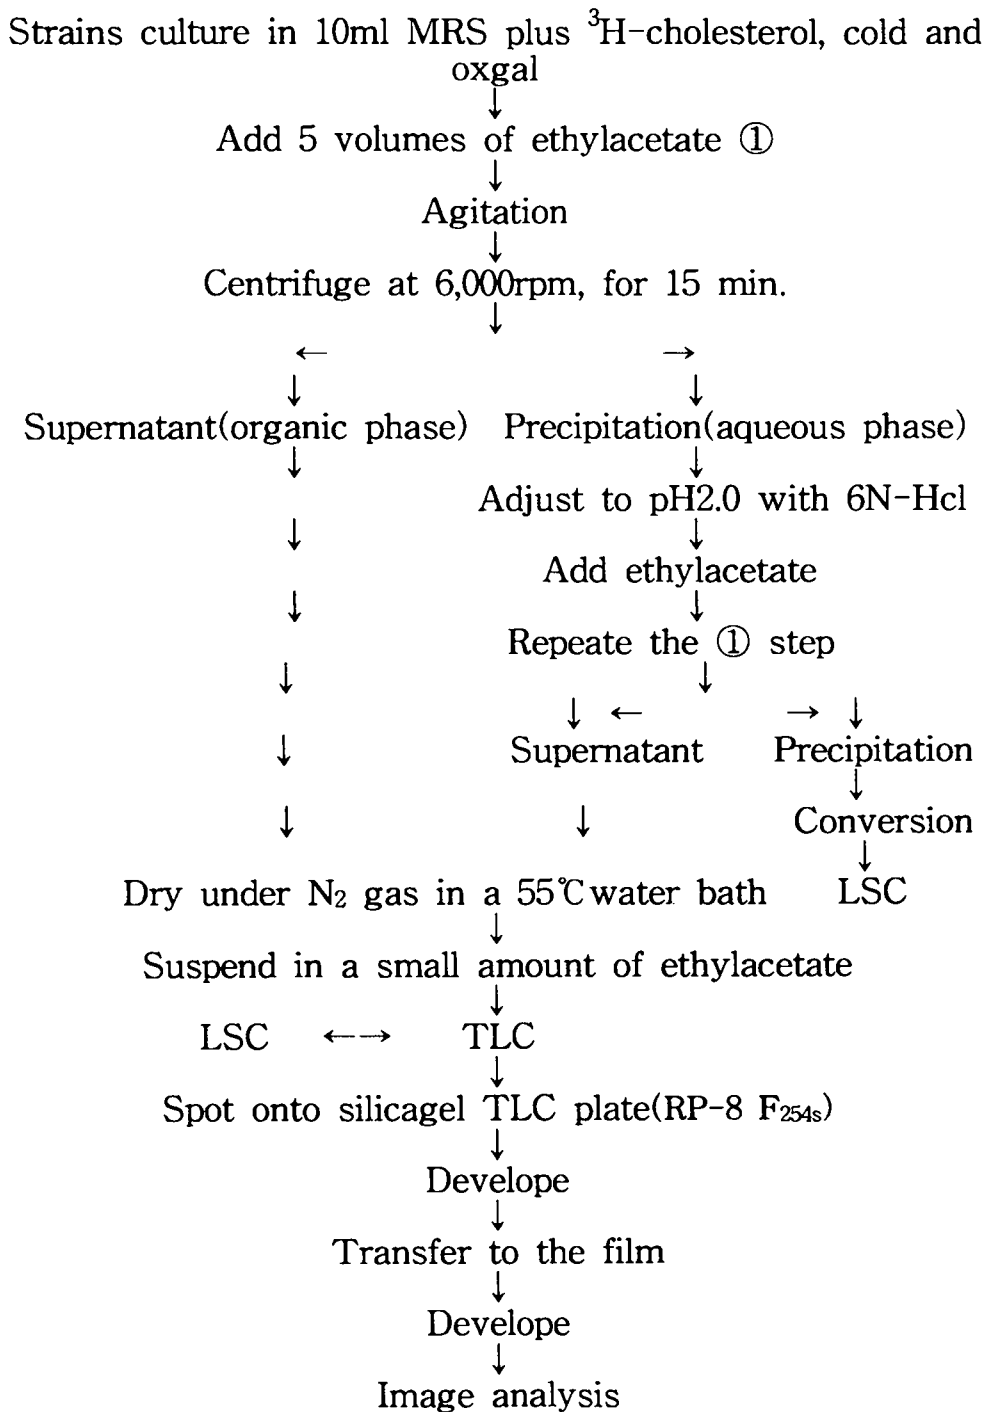 Strains culture in 10ml MRS plus ³H-cholesterol, cold and
oxgal
↓
Add 5 volumes of ethylacetate ①
↓
Agitation
↓
Centrifuge at 6,000rpm, for 15 min.
↓
← →
↓ ↓
Supernatant(organic phase) Precipitation(aqueous phase)
↓ ↓
Adjust to pH2.0 with 6N-Hcl
↓ ↓
Add ethylacetate
↓ ↓
Repeate the ① step
↓ ↓
↓ ← → ↓
↓ Supernatant Precipitation
↓
↓ ↓ Conversion
↓
Dry under N₂ gas in a 55℃ water bath LSC
↓
Suspend in a small amount of ethylacetate
↓
LSC ←-→ TLC
↓
Spot onto silicagel TLC plate(RP-8 F₂₅₄ₛ)
↓
Develope
↓
Transfer to the film
↓
Develope
↓
Image analysis